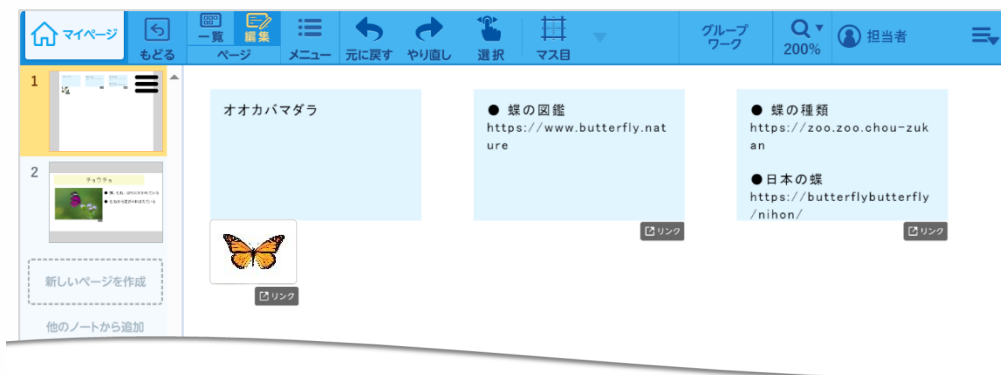 マイページ
もどる
一覧
編集
ページ
メニュー
元に戻す
やり直し
選択
マス目
グループ
ワーク
200%
担当者
1
2
チョウチョ
新しいページを作成
他のノートから追加
オオカバマダラ
リンク
● 蝶の図鑑
https://www.butterfly.nat
ure
リンク
● 蝶の種類
https://zoo.zoo.chou-zuk
an
●日本の蝶
https://butterflybutterfly
/nihon/
リンク